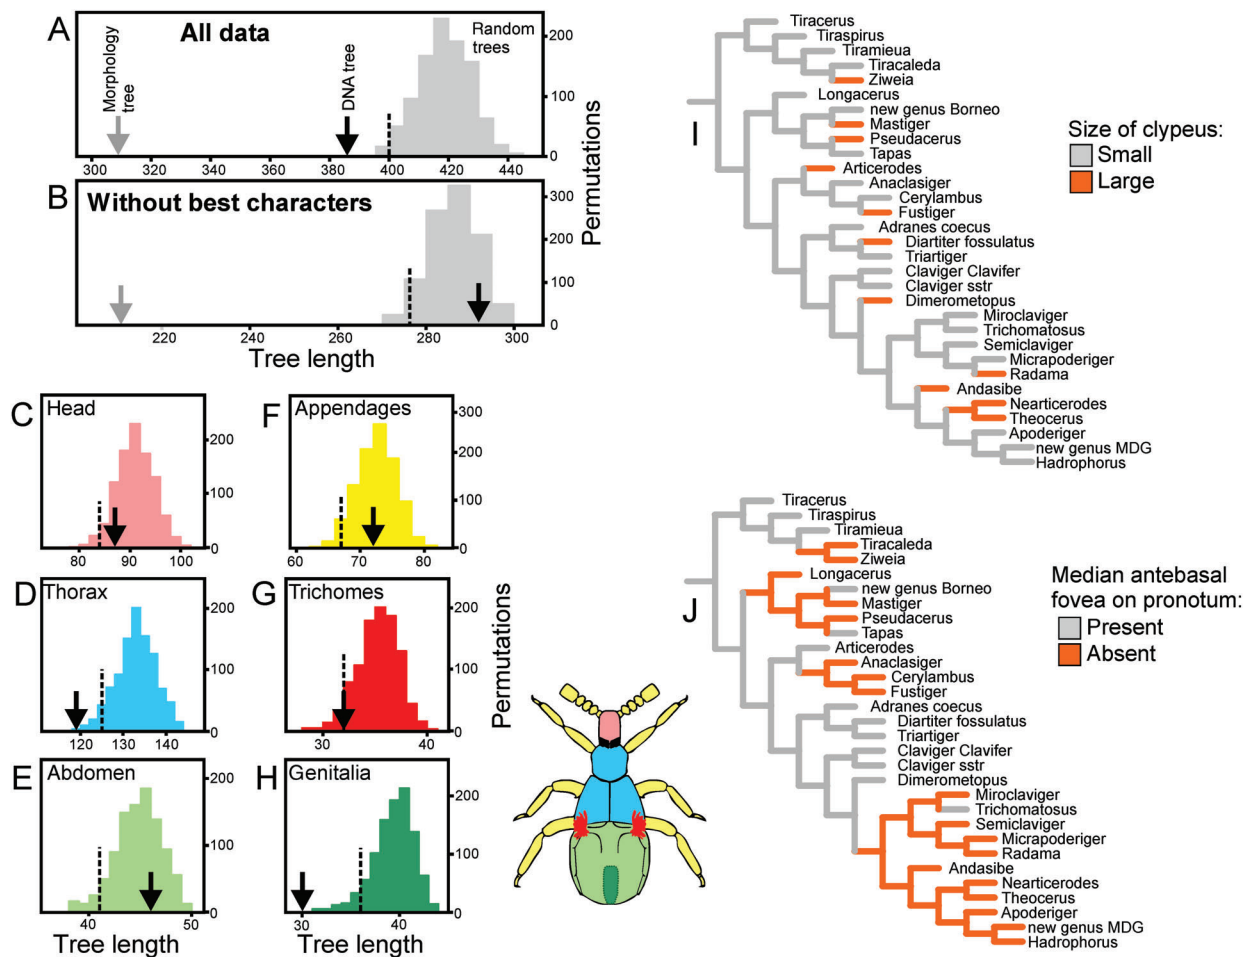 A
All data
Morphology
tree
DNA tree
Random
trees
200
100
0
300 320 340 360 380 400 420 440
B
Without best characters
300
200
100
0
220 240 260 280 300
Tree length
Permutations
C
Head
200
100
0
80 90 100
F
Appendages
300
200
100
0
60 70 80
D
Thorax
200
100
0
120 130 140
G
Trichomes
200
100
0
30 40
E
Abdomen
200
100
0
40 50
Tree length
H
Genitalia
200
100
0
30 40
Tree length
Permutations
I
Tiracerus
Tiraspirus
Tiramieua
Tiracaleda
Ziweia
Longacerus
new genus Borneo
Mastiger
Pseudacerus
Tapas
Articerodes
Anaclasiger
Cerylambus
Fustiger
Adranes coecus
Diartiter fossulatus
Triartiger
Claviger Clavifer
Claviger sstr
Dimerometopus
Miroclaviger
Trichomatosus
Semiclaviger
Micrapoderiger
Radama
Andasibe
Nearticerodes
Theocerus
Apoderiger
new genus MDG
Hadrophorus
Size of clypeus:
Small
Large
J
Tiracerus
Tiraspirus
Tiramieua
Tiracaleda
Ziweia
Longacerus
new genus Borneo
Mastiger
Pseudacerus
Tapas
Articerodes
Anaclasiger
Cerylambus
Fustiger
Adranes coecus
Diartiter fossulatus
Triartiger
Claviger Clavifer
Claviger sstr
Dimerometopus
Miroclaviger
Trichomatosus
Semiclaviger
Micrapoderiger
Radama
Andasibe
Nearticerodes
Theocerus
Apoderiger
new genus MDG
Hadrophorus
Median antebasal
fovea on pronotum:
Present
Absent